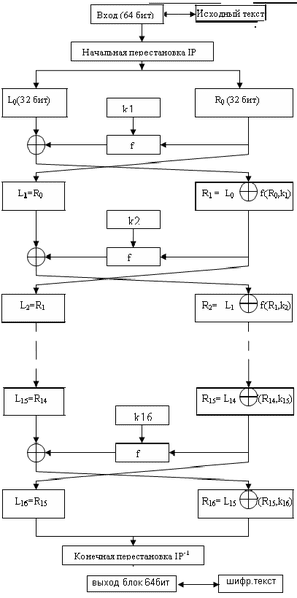 Вход (64 бит) Исходный текст
Начальная перестановка IP
L0(32 бит) k1 R0 (32 бит)
f
L1=R0 R1 = L0 ⊕ f(R0,k1)
k2
f
L2=R1 R2= L1 ⊕ f(R1,k2)
L15=R14 R15= L14 ⊕ (R14,k15)
k16
f
L16=R15 R16= L15 ⊕ (R15,k16)
Конечная перестановка IP-1
выход блок 64бит шифр.текст